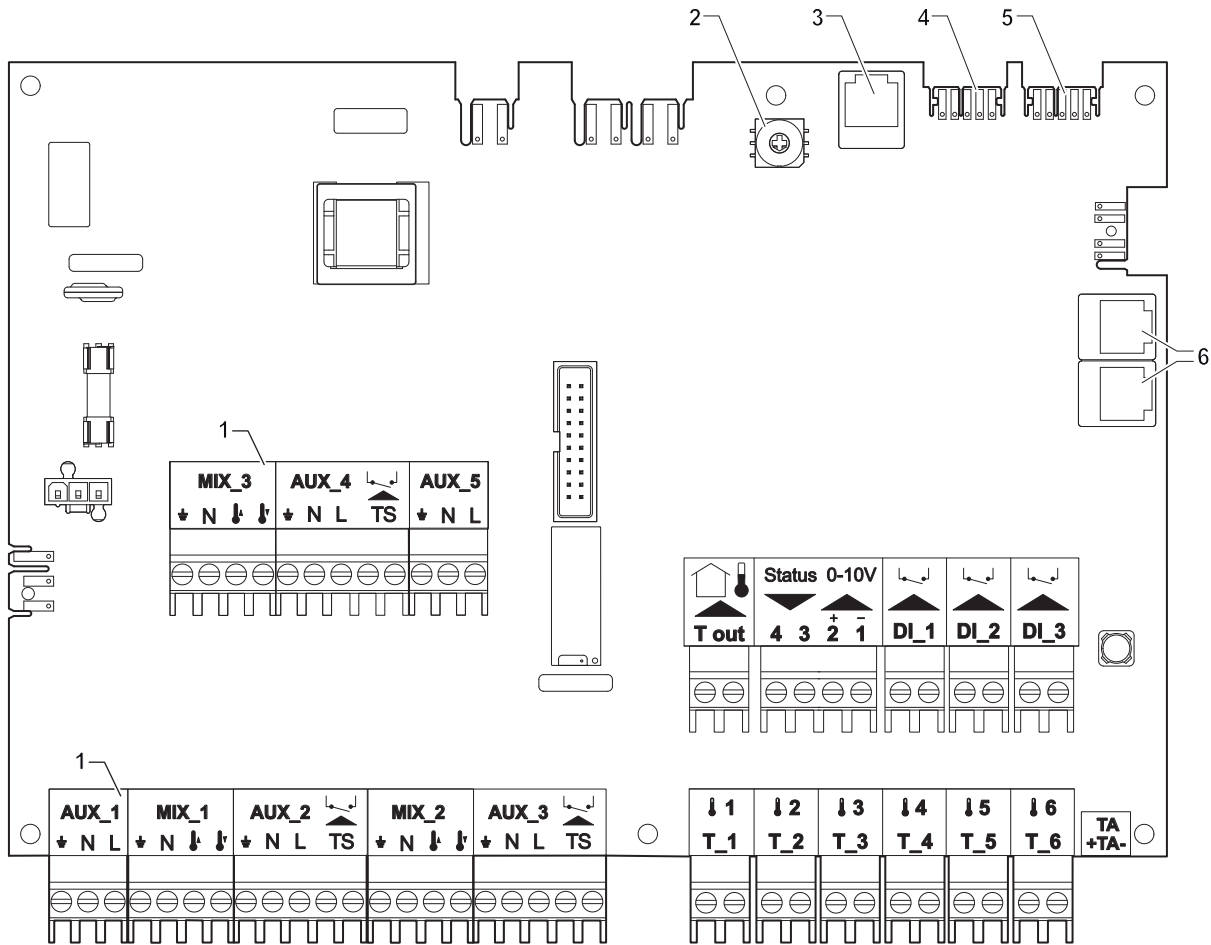 2 3 4 5
6
1
MIX_3 AUX_4 AUX_5
N N L TS N L
Status 0-10V
+ −
T out 4 3 2 1 DI_1 DI_2 DI_3
1
AUX_1 MIX_1 AUX_2 MIX_2 AUX_3
N L N N L TS N N L TS
1 2 3 4 5 6
T_1 T_2 T_3 T_4 T_5 T_6
TA
+TA-